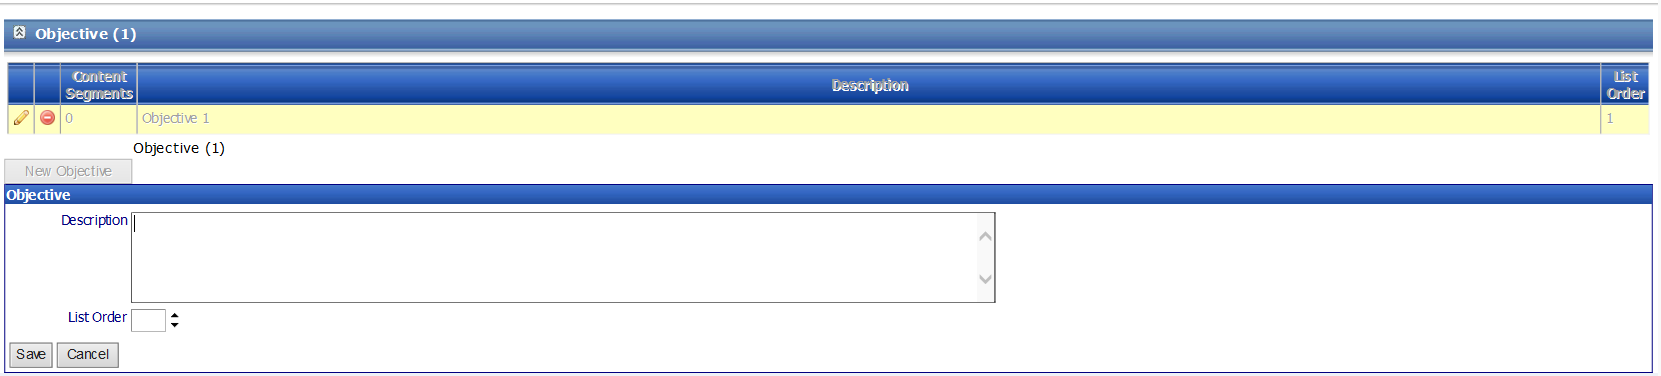 Objective (1)
Content Segments Description List Order
0 Objective 1 1
Objective (1)
New Objective
Objective
Description
List Order
Save Cancel